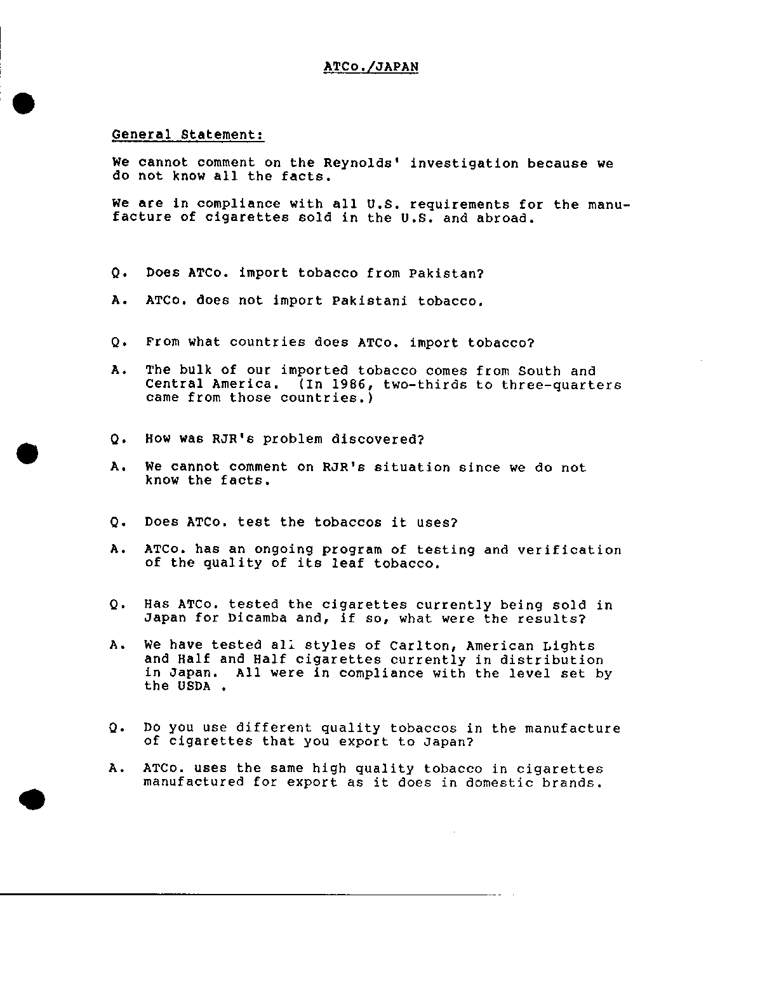 ATCo./JAPAN
General Statement:
We cannot comment on the Reynolds' investigation because we
do not know all the facts.
We are in compliance with all U.S. requirements for the manu-
facture of cigarettes sold in the U.S. and abroad.
Q. Does ATCo. import tobacco from Pakistan?
A. ATCo. does not import Pakistani tobacco.
Q. From what countries does ATCo. import tobacco?
A. The bulk of our imported tobacco comes from South and
Central America. (In 1986, two-thirds to three-quarters
came from those countries.)
Q. How was RJR's problem discovered?
A. We cannot comment on RJR's situation since we do not
know the facts.
Q. Does ATCo. test the tobaccos it uses?
A. ATCo. has an ongoing program of testing and verification
of the quality of its leaf tobacco.
Q. Has ATCo. tested the cigarettes currently being sold in
Japan for Dicamba and, if so, what were the results?
A. We have tested all styles of Carlton, American Lights
and Half and Half cigarettes currently in distribution
in Japan. All were in compliance with the level set by
the USDA .
Q. Do you use different quality tobaccos in the manufacture
of cigarettes that you export to Japan?
A. ATCo. uses the same high quality tobacco in cigarettes
manufactured for export as it does in domestic brands.